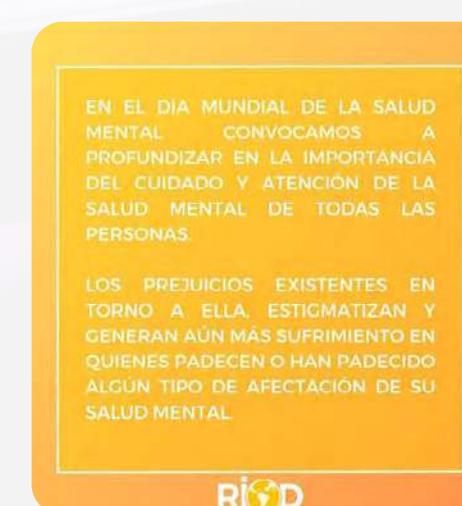 EN EL DIA MUNDIAL DE LA SALUD
MENTAL CONVOCAMOS A
PROFUNDIZAR EN LA IMPORTANCIA
DEL CUIDADO Y ATENCIÓN DE LA
SALUD MENTAL DE TODAS LAS
PERSONAS.
LOS PREJUICIOS EXISTENTES EN
TORNO A ELLA, ESTIGMATIZAN Y
GENERAN AÚN MÁS SUFRIMIENTO EN
QUIENES PADECEN O HAN PADECIDO
ALGÚN TIPO DE AFECTACIÓN DE SU
SALUD MENTAL.
RIOD